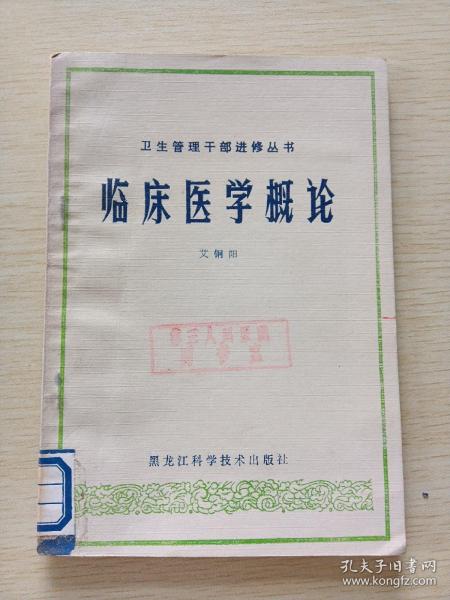 卫生管理干部进修丛书
临床医学概论
艾钢阳
黑龙江科学技术出版社
孔夫子旧书网
www.kongfz.com